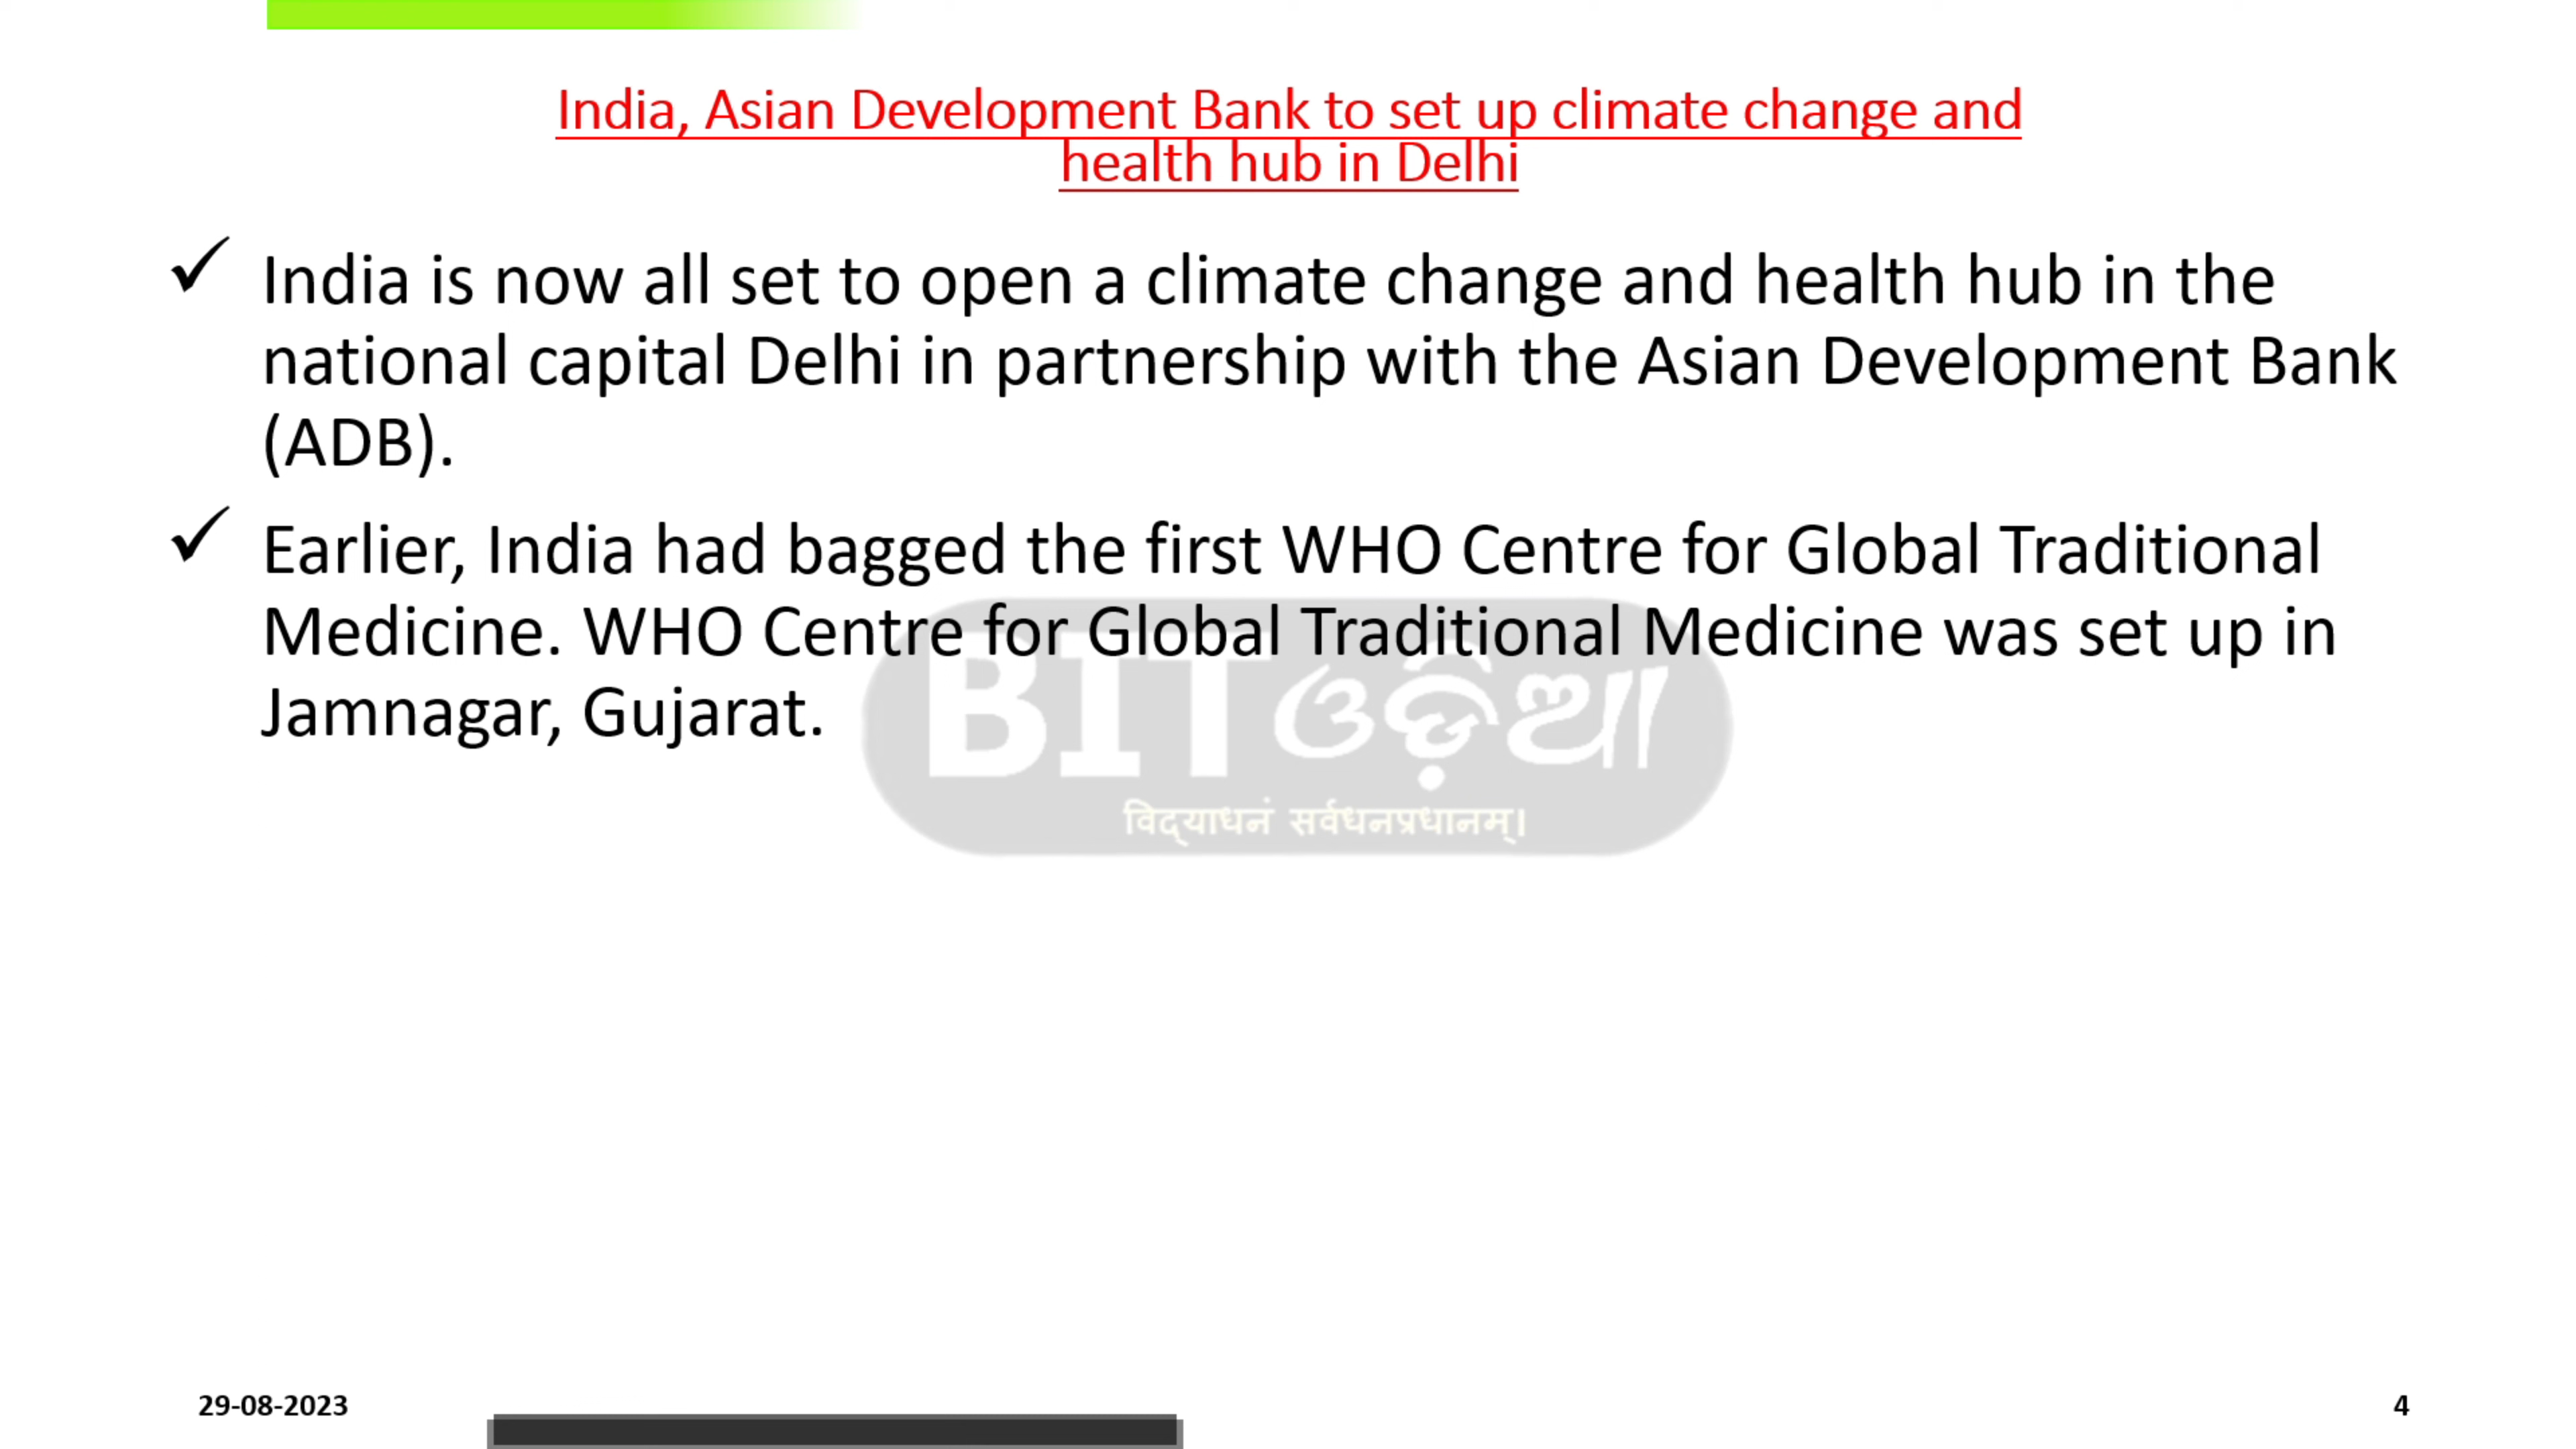 India, Asian Development Bank to set up climate change and
health hub in Delhi
✓ India is now all set to open a climate change and health hub in the
national capital Delhi in partnership with the Asian Development Bank
(ADB).
✓ Earlier, India had bagged the first WHO Centre for Global Traditional
Medicine. WHO Centre for Global Traditional Medicine was set up in
Jamnagar, Gujarat.
BIT ଓଡ଼ିଆ
विद्याधनं सर्वधनप्रधानम्।
29-08-2023
4